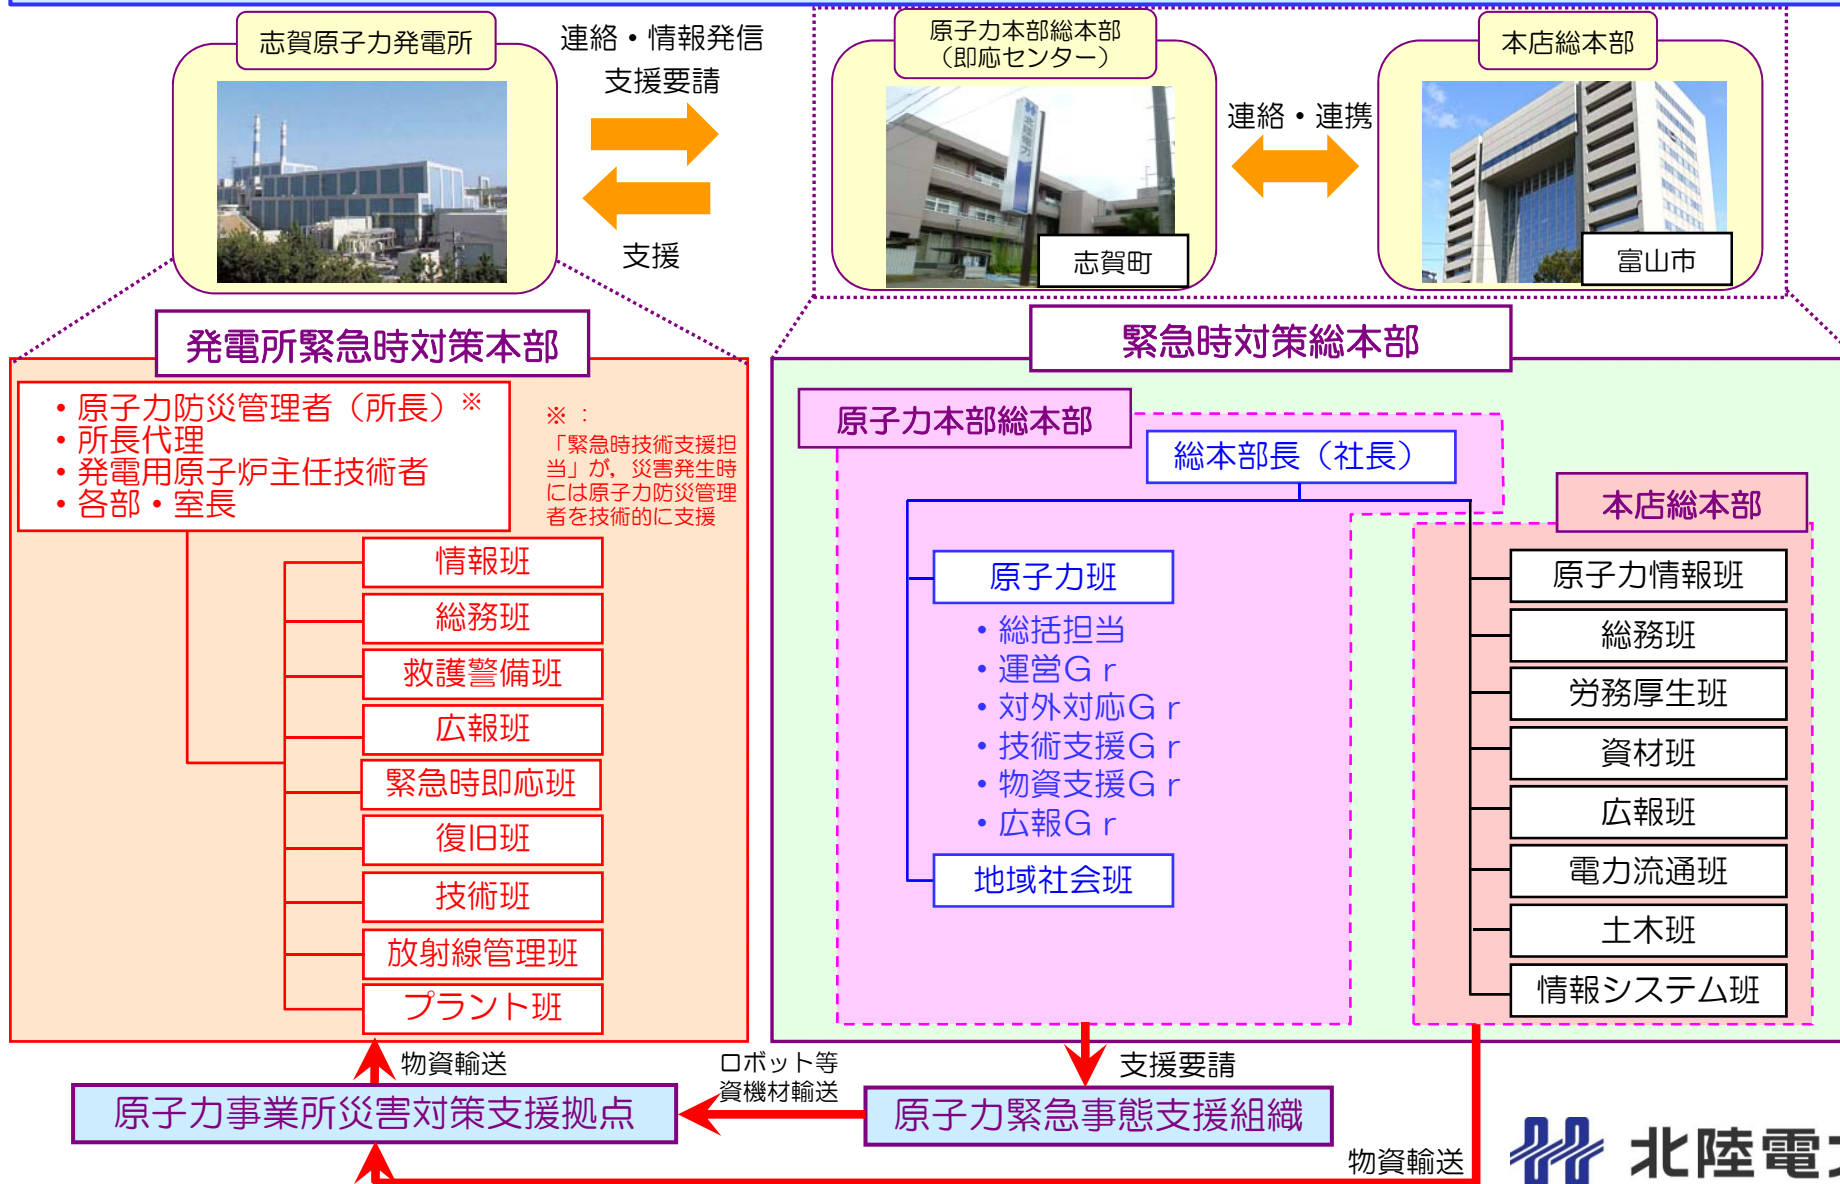 志賀原子力発電所
連絡・情報発信
支援要請
支援
原子力本部総本部
（即応センター）
北陸電力
志賀町
連絡・連携
本店総本部
富山市
発電所緊急時対策本部
・原子力防災管理者（所長）※
・所長代理
・発電用原子炉主任技術者
・各部・室長
※：
「緊急時技術支援担
当」が，災害発生時
には原子力防災管理
者を技術的に支援
情報班
総務班
救護警備班
広報班
緊急時即応班
復旧班
技術班
放射線管理班
プラント班
緊急時対策総本部
原子力本部総本部
総本部長（社長）
原子力班
・総括担当
・運営Ｇｒ
・対外対応Ｇｒ
・技術支援Ｇｒ
・物資支援Ｇｒ
・広報Ｇｒ
地域社会班
本店総本部
原子力情報班
総務班
労務厚生班
資材班
広報班
電力流通班
土木班
情報システム班
物資輸送
ロボット等
資機材輸送
支援要請
原子力事業所災害対策支援拠点
原子力緊急事態支援組織
物資輸送
北陸電